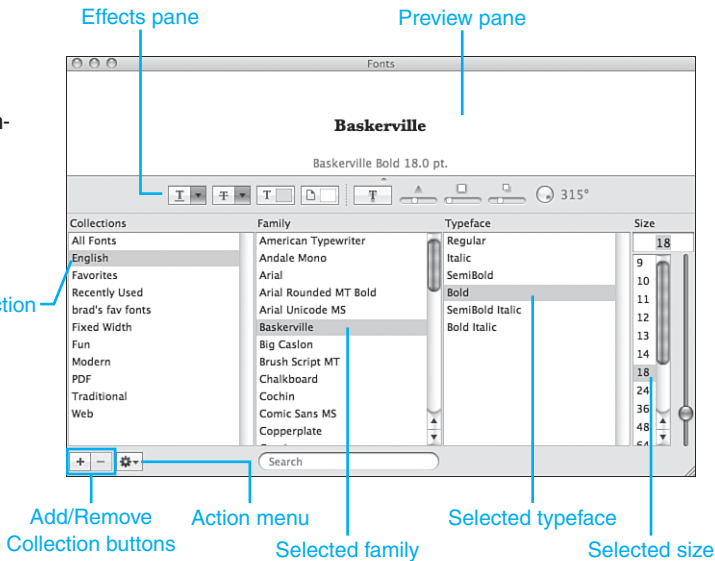 Effects pane
Preview pane
Fonts
n-
Baskerville
Baskerville Bold 18.0 pt.
T T T T 315°
Collections
All Fonts
English
Favorites
Recently Used
brad's fav fonts
Fixed Width
Fun
Modern
PDF
Traditional
Web
Family
American Typewriter
Andale Mono
Arial
Arial Rounded MT Bold
Arial Unicode MS
Baskerville
Big Caslon
Brush Script MT
Chalkboard
Cochin
Comic Sans MS
Copperplate
Typeface
Regular
Italic
SemiBold
Bold
SemiBold Italic
Bold Italic
Size
18
9
10
11
12
13
14
18
24
36
48
64
ction
+ −
Search
Add/Remove
Collection buttons
Action menu
Selected family
Selected typeface
Selected size